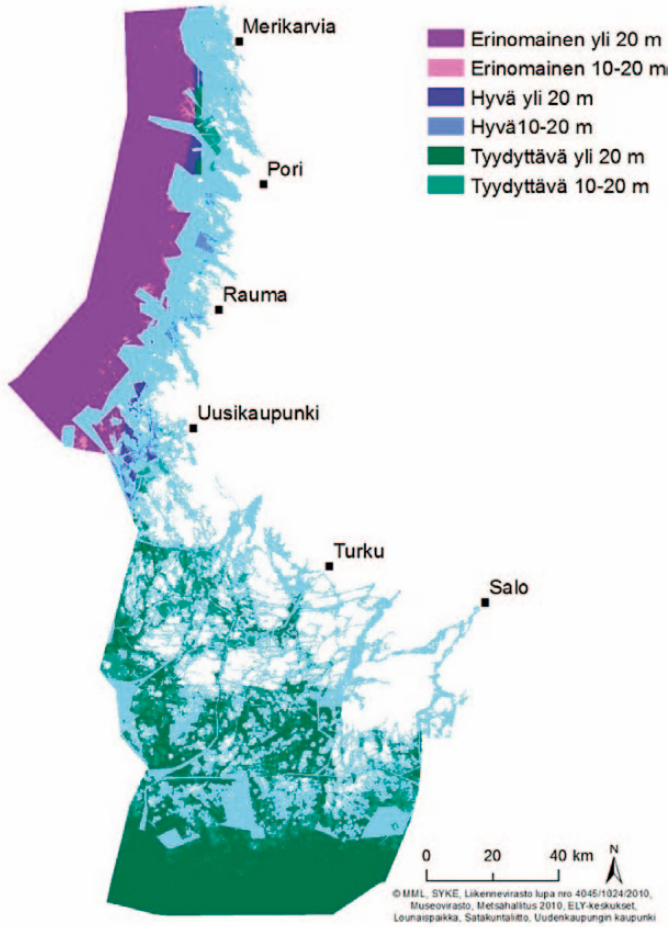 Merikarvia
Pori
Rauma
Uusikaupunki
Turku
Salo
Erinomainen yli 20 m
Erinomainen 10-20 m
Hyvä yli 20 m
Hyvä10-20 m
Tyydyttävä yli 20 m
Tyydyttävä 10-20 m
0 20 40 km
N
© MML, SYKE, Liikennevirasto lupa nro 4045/1024/2010,
Museovirasto, Metsähallitus 2010, ELY-keskukset,
Lounaispaikka, Satakuntaliitto, Uudenkaupungin kaupunki